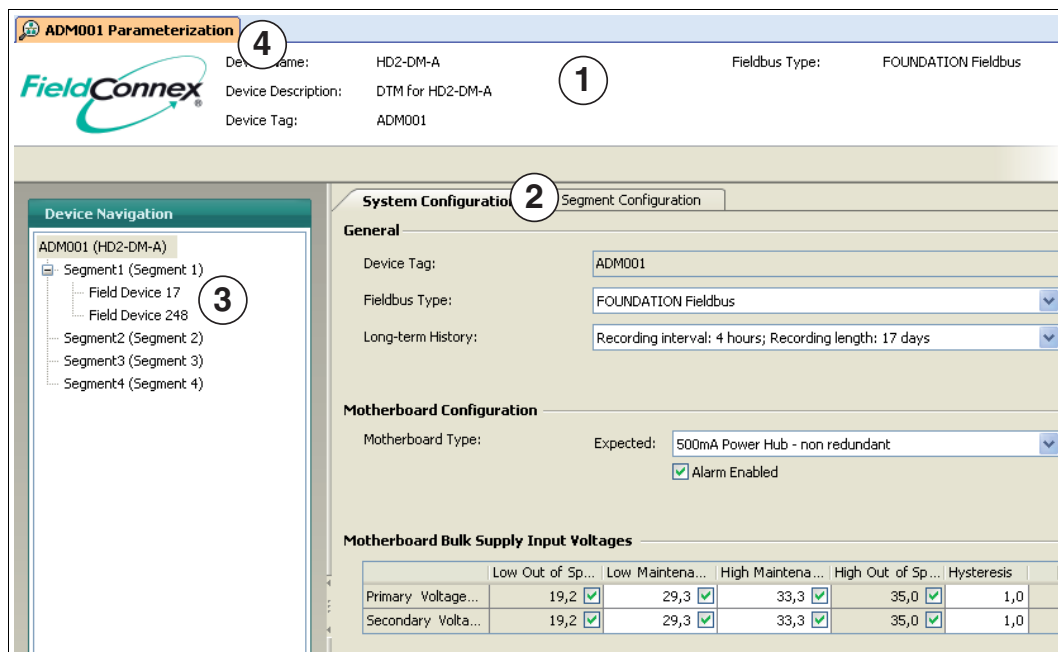 ADM001 Parameterization
4
Device Name: HD2-DM-A Fieldbus Type: FOUNDATION Fieldbus
1
FieldConnex®
Device Description: DTM for HD2-DM-A
Device Tag: ADM001
System Configuration 2 Segment Configuration
Device Navigation
General
ADM001 (HD2-DM-A)
Segment1 (Segment 1)
Field Device 17
3
Field Device 248
Segment2 (Segment 2)
Segment3 (Segment 3)
Segment4 (Segment 4)
Device Tag: ADM001
Fieldbus Type: FOUNDATION Fieldbus
Long-term History: Recording interval: 4 hours; Recording length: 17 days
Motherboard Configuration
Motherboard Type: Expected: 500mA Power Hub - non redundant
Alarm Enabled
Motherboard Bulk Supply Input Voltages
Low Out of Sp... Low Maintena... High Maintena... High Out of Sp... Hysteresis
Primary Voltage... 19,2 29,3 33,3 35,0 1,0
Secondary Volta... 19,2 29,3 33,3 35,0 1,0